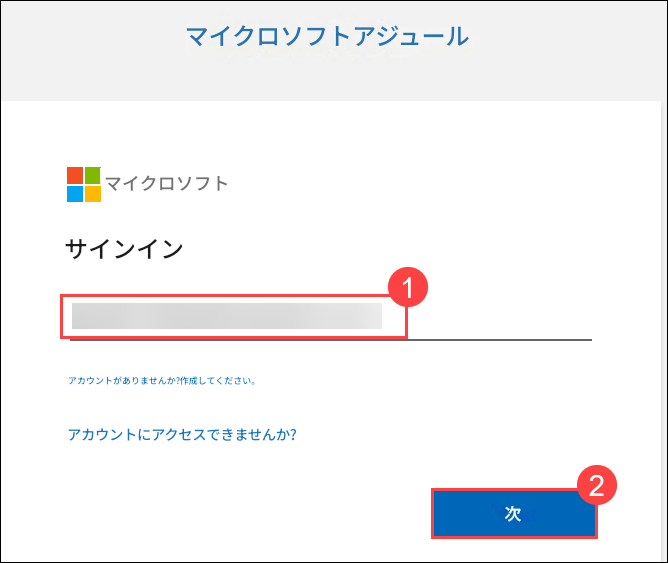 マイクロソフトアジュール
マイクロソフト
サインイン
1
アカウントがありませんか?作成してください。
アカウントにアクセスできませんか?
2
次